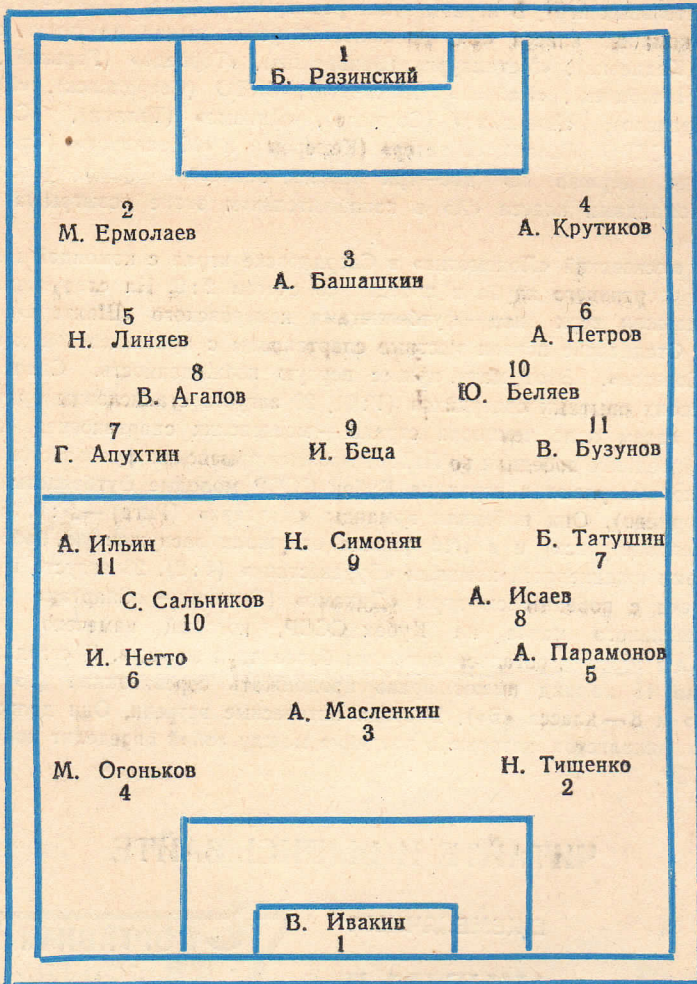 1
Б. Разинский
2 4
М. Ермолаев А. Крутиков
3
А. Башашкин
5 6
Н. Линяев А. Петров
8 10
В. Агапов Ю. Беляев
7 9 11
Г. Апухтин И. Беца В. Бузунов
А. Ильин Н. Симонян Б. Татушин
11 9 7
С. Сальников А. Исаев
10 8
И. Нетто А. Парамонов
6 5
А. Масленкин
3
М. Огоньков Н. Тищенко
4 2
В. Ивакин
1